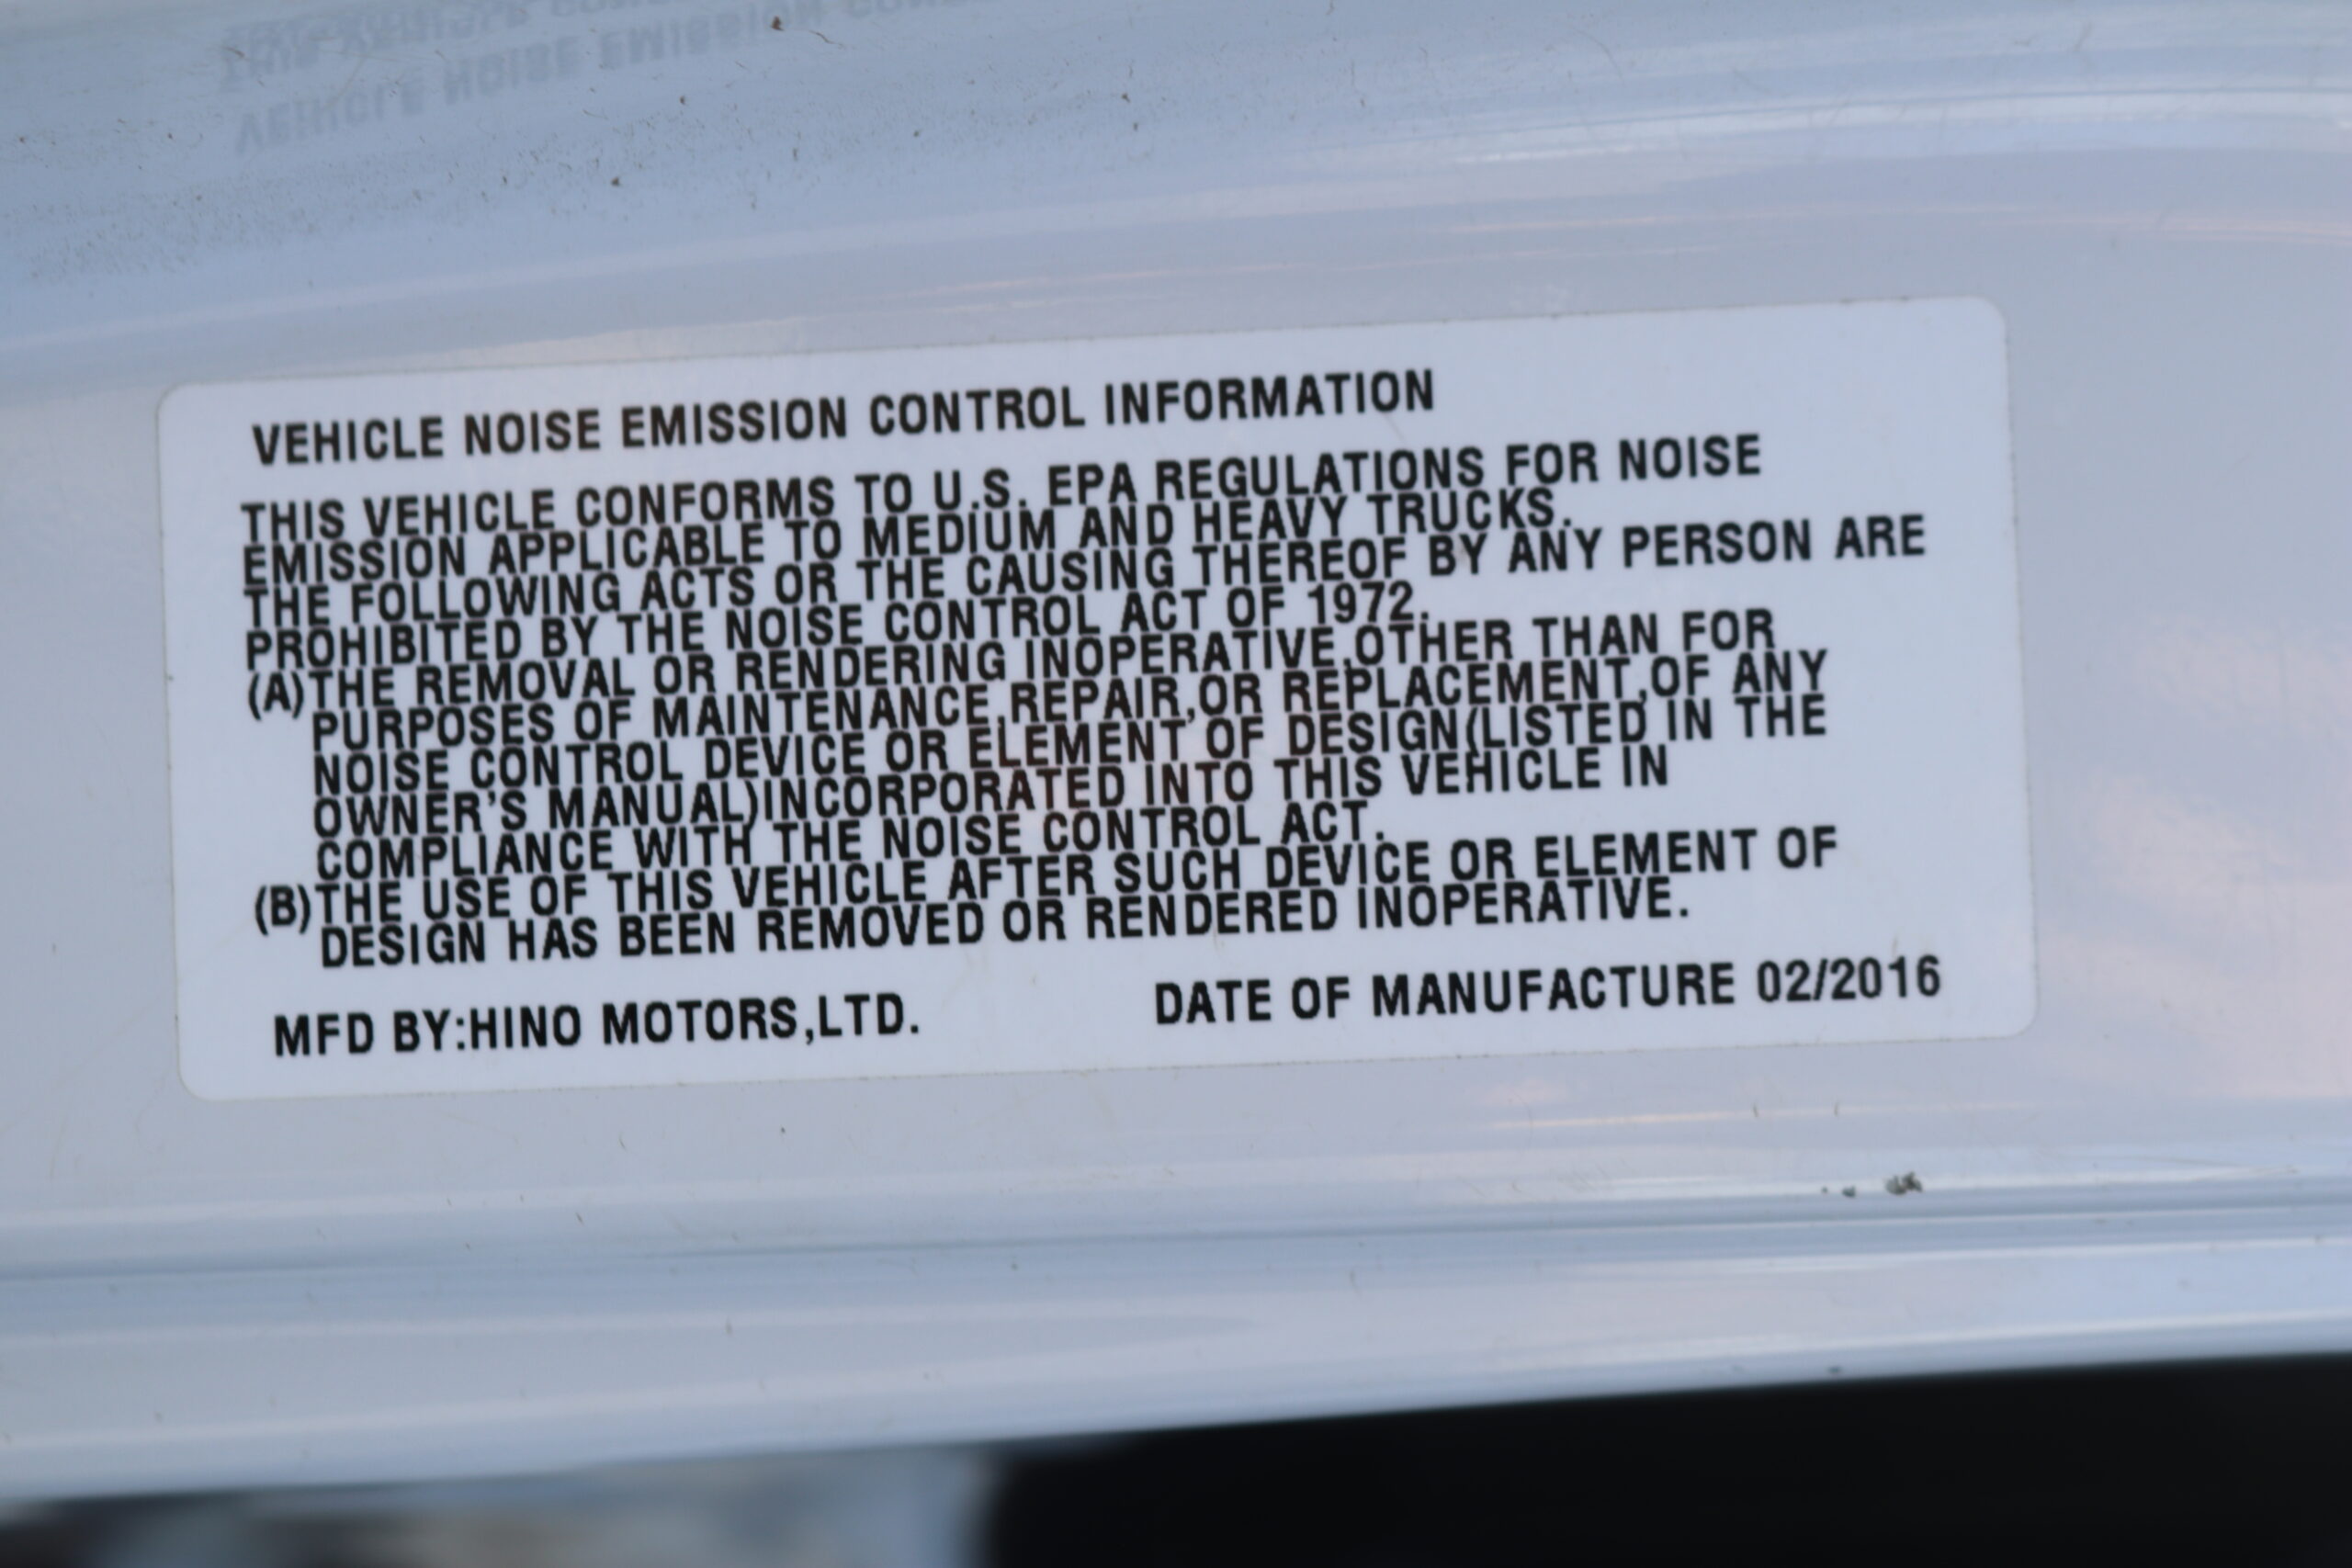 VEHICLE NOISE EMISSION CONTROL INFORMATION
THIS VEHICLE CONFORMS TO U.S. EPA REGULATIONS FOR NOISE
EMISSION APPLICABLE TO MEDIUM AND HEAVY TRUCKS.
THE FOLLOWING ACTS OR THE CAUSING THEREOF BY ANY PERSON ARE
PROHIBITED BY THE NOISE CONTROL ACT OF 1972.
(A)THE REMOVAL OR RENDERING INOPERATIVE,OTHER THAN FOR
PURPOSES OF MAINTENANCE,REPAIR,OR REPLACEMENT,OF ANY
NOISE CONTROL DEVICE OR ELEMENT OF DESIGN(LISTED IN THE
OWNER'S MANUAL)INCORPORATED INTO THIS VEHICLE IN
COMPLIANCE WITH THE NOISE CONTROL ACT.
(B)THE USE OF THIS VEHICLE AFTER SUCH DEVICE OR ELEMENT OF
DESIGN HAS BEEN REMOVED OR RENDERED INOPERATIVE.
MFD BY:HINO MOTORS,LTD. DATE OF MANUFACTURE 02/2016